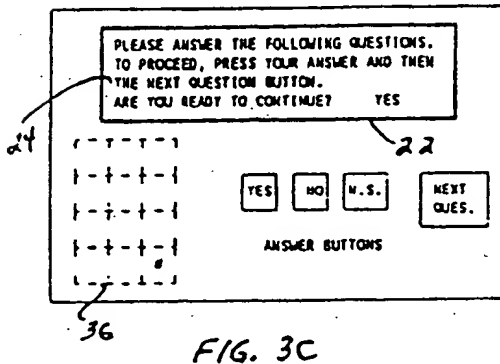 PLEASE ANSWER THE FOLLOWING QUESTIONS.
TO PROCEED, PRESS YOUR ANSWER AND THEN
THE NEXT QUESTION BUTTON.
ARE YOU READY TO CONTINUE? YES
24
22
YES NO N.S. NEXT
QUES.
ANSWER BUTTONS
36
FIG. 3C